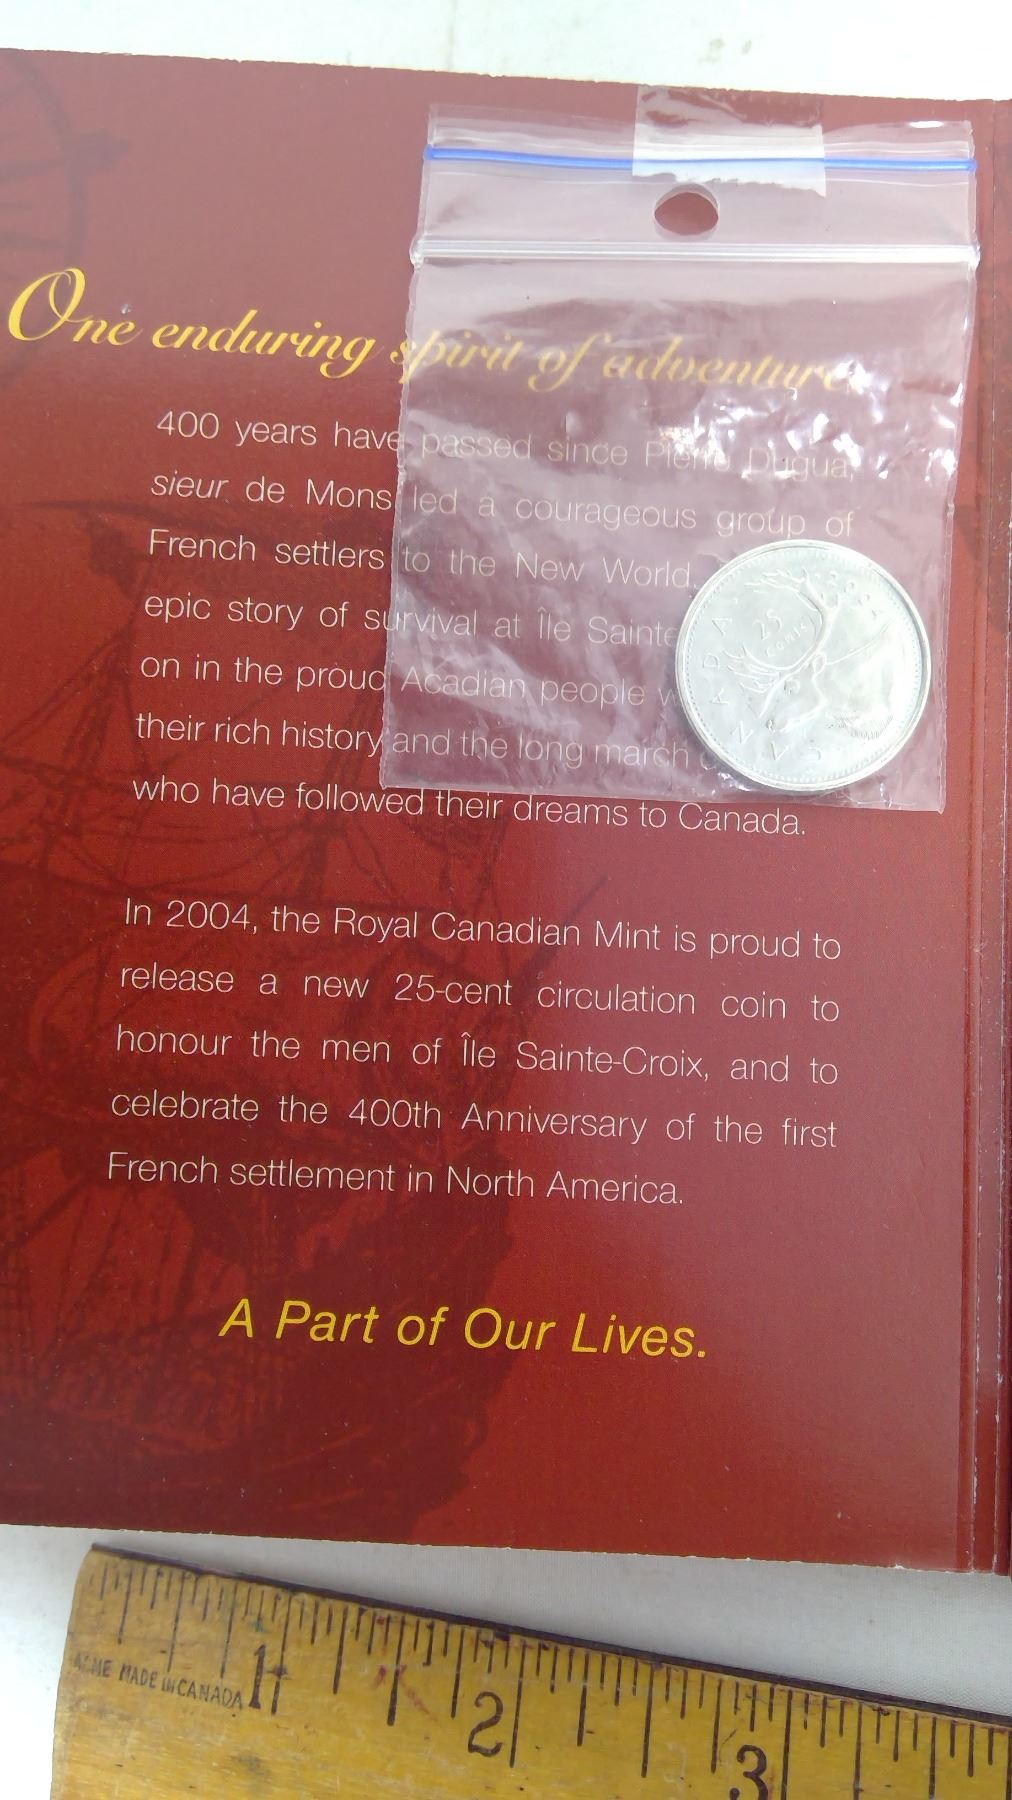 One enduring spirit of adventure,
400 years have passed since Pierre Dugua,
sieur de Mons led a courageous group of
French settlers to the New World.
epic story of survival at Île Sainte
on in the proud Acadian people
their rich history and the long march
who have followed their dreams to Canada.
In 2004, the Royal Canadian Mint is proud to
release a new 25-cent circulation coin to
honour the men of Île Sainte-Croix, and to
celebrate the 400th Anniversary of the first
French settlement in North America.
A Part of Our Lives.
25
CENTS
CANADA
2004
ACME MADE IN CANADA
1
2
3